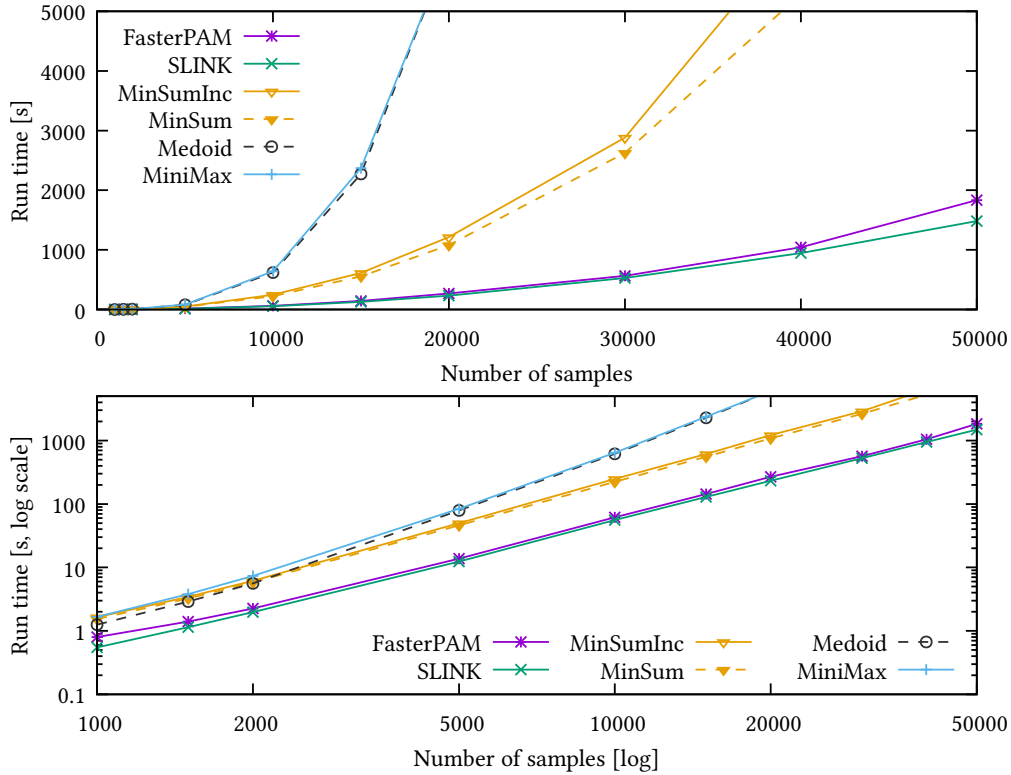 5000
4000
3000
2000
1000
0
Run time [s]
FasterPAM
SLINK
MinSumInc
MinSum
Medoid
MiniMax
0 10000 20000 30000 40000 50000
Number of samples
1000
100
10
1
0.1
Run time [s, log scale]
FasterPAM MinSumInc Medoid
SLINK MinSum MiniMax
1000 2000 5000 10000 20000 50000
Number of samples [log]